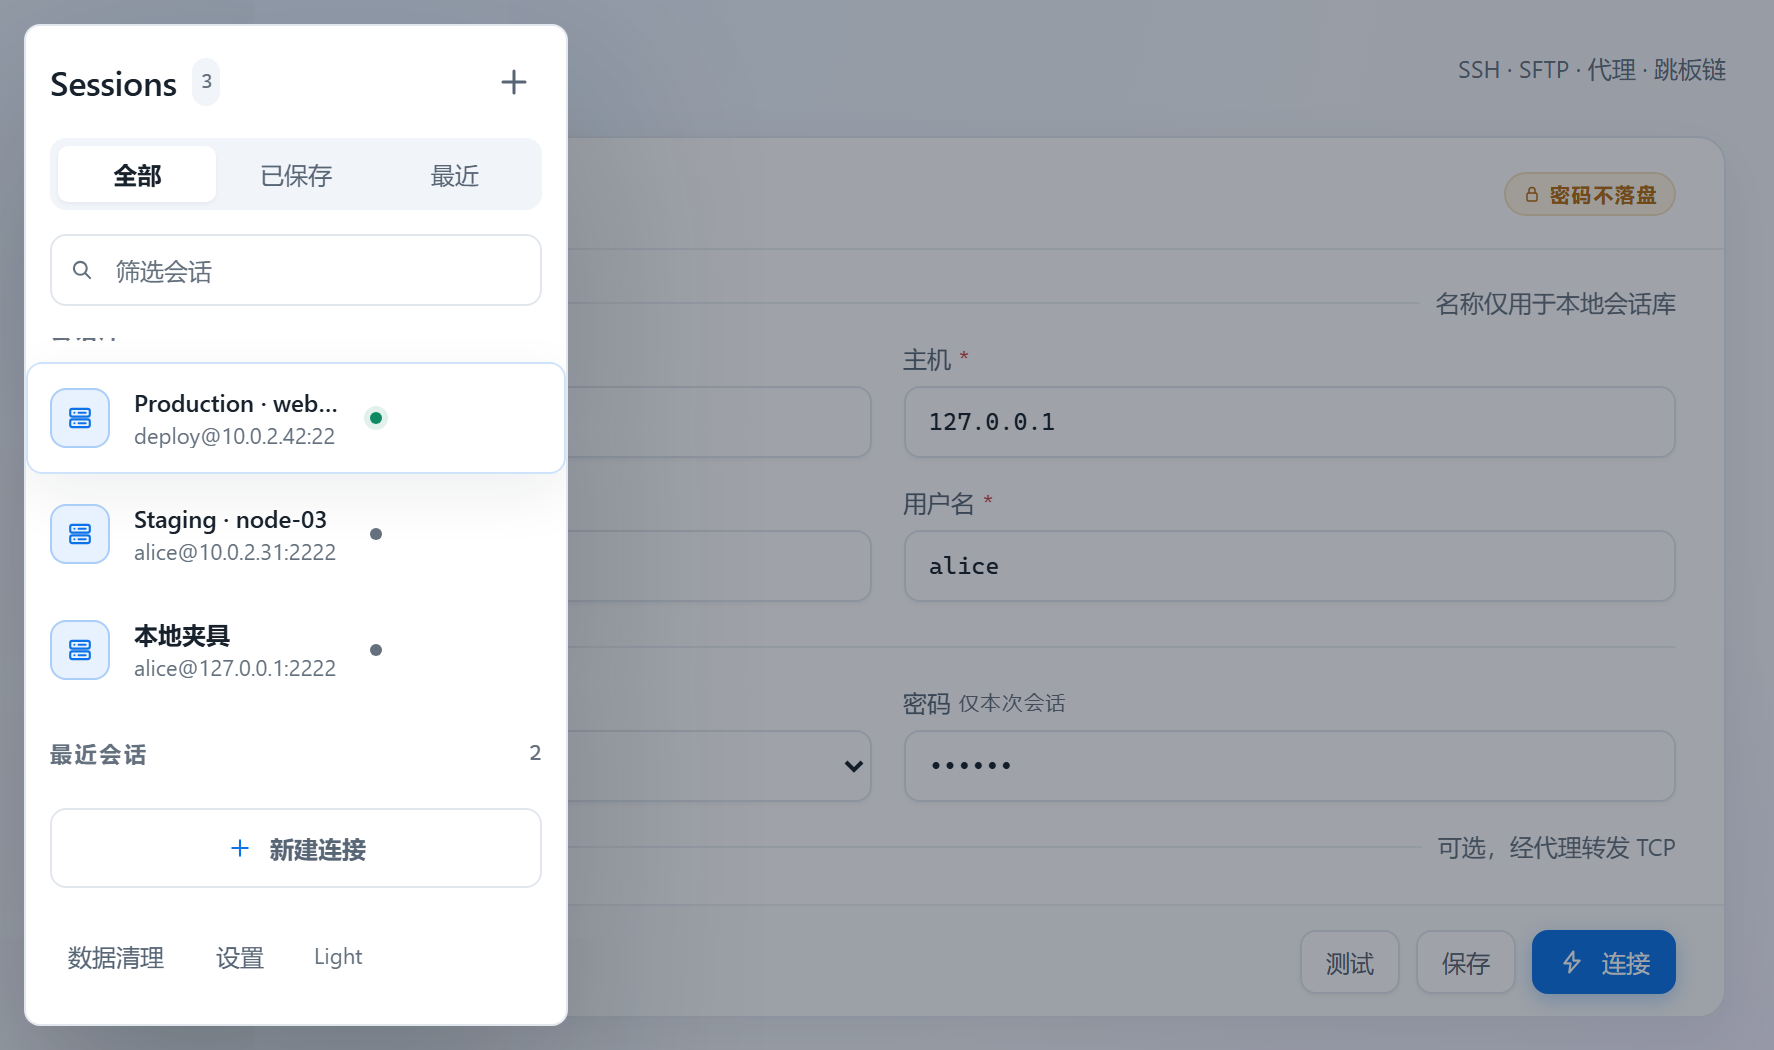 Sessions 3
全部 已保存 最近
筛选会话
Production · web...
deploy@10.0.2.42:22
Staging · node-03
alice@10.0.2.31:2222
本地夹具
alice@127.0.0.1:2222
最近会话 2
新建连接
数据清理 设置 Light
SSH · SFTP · 代理 · 跳板链
密码不落盘
名称仅用于本地会话库
主机 *
127.0.0.1
用户名 *
alice
密码 仅本次会话
••••••
可选，经代理转发 TCP
测试 保存 连接